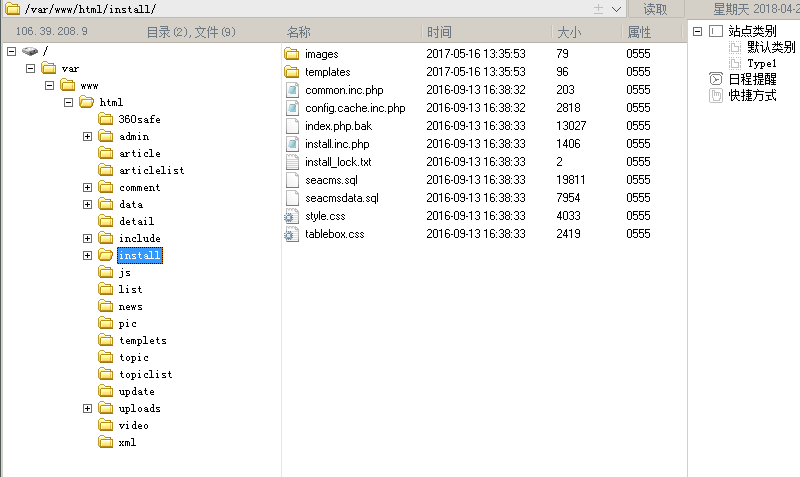 /var/www/html/install/ 读取 星期天 2018-04-2
106.39.208.9 目录(2),文件(9) 名称 时间 大小 属性
/
var
www
html
360safe
admin
article
articlelist
comment
data
detail
include
install
js
list
news
pic
templets
topic
topiclist
update
uploads
video
xml
images 2017-05-16 13:35:53 79 0555
templates 2017-05-16 13:35:53 96 0555
common.inc.php 2016-09-13 16:38:32 203 0555
config.cache.inc.php 2016-09-13 16:38:32 2818 0555
index.php.bak 2016-09-13 16:38:33 13027 0555
install.inc.php 2016-09-13 16:38:33 1406 0555
install_lock.txt 2016-09-13 16:38:33 2 0555
seacms.sql 2016-09-13 16:38:33 19811 0555
seacmsdata.sql 2016-09-13 16:38:33 7954 0555
style.css 2016-09-13 16:38:33 4033 0555
tablebox.css 2016-09-13 16:38:33 2419 0555
站点类别
默认类别
Type1
日程提醒
快捷方式